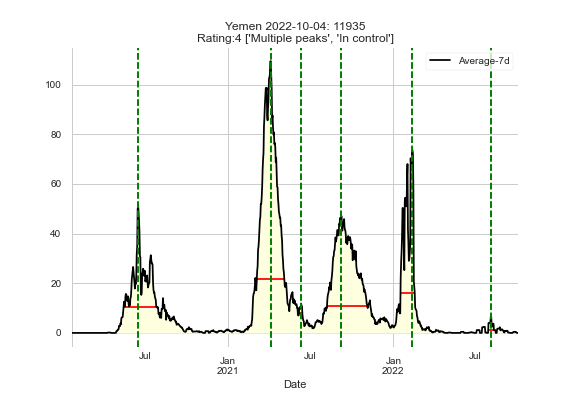 Yemen 2022-10-04: 11935
Rating:4 ['Multiple peaks', 'In control']
Average-7d
100
80
60
40
20
0
Jul
Jan
2021
Jul
Jan
2022
Jul
Date